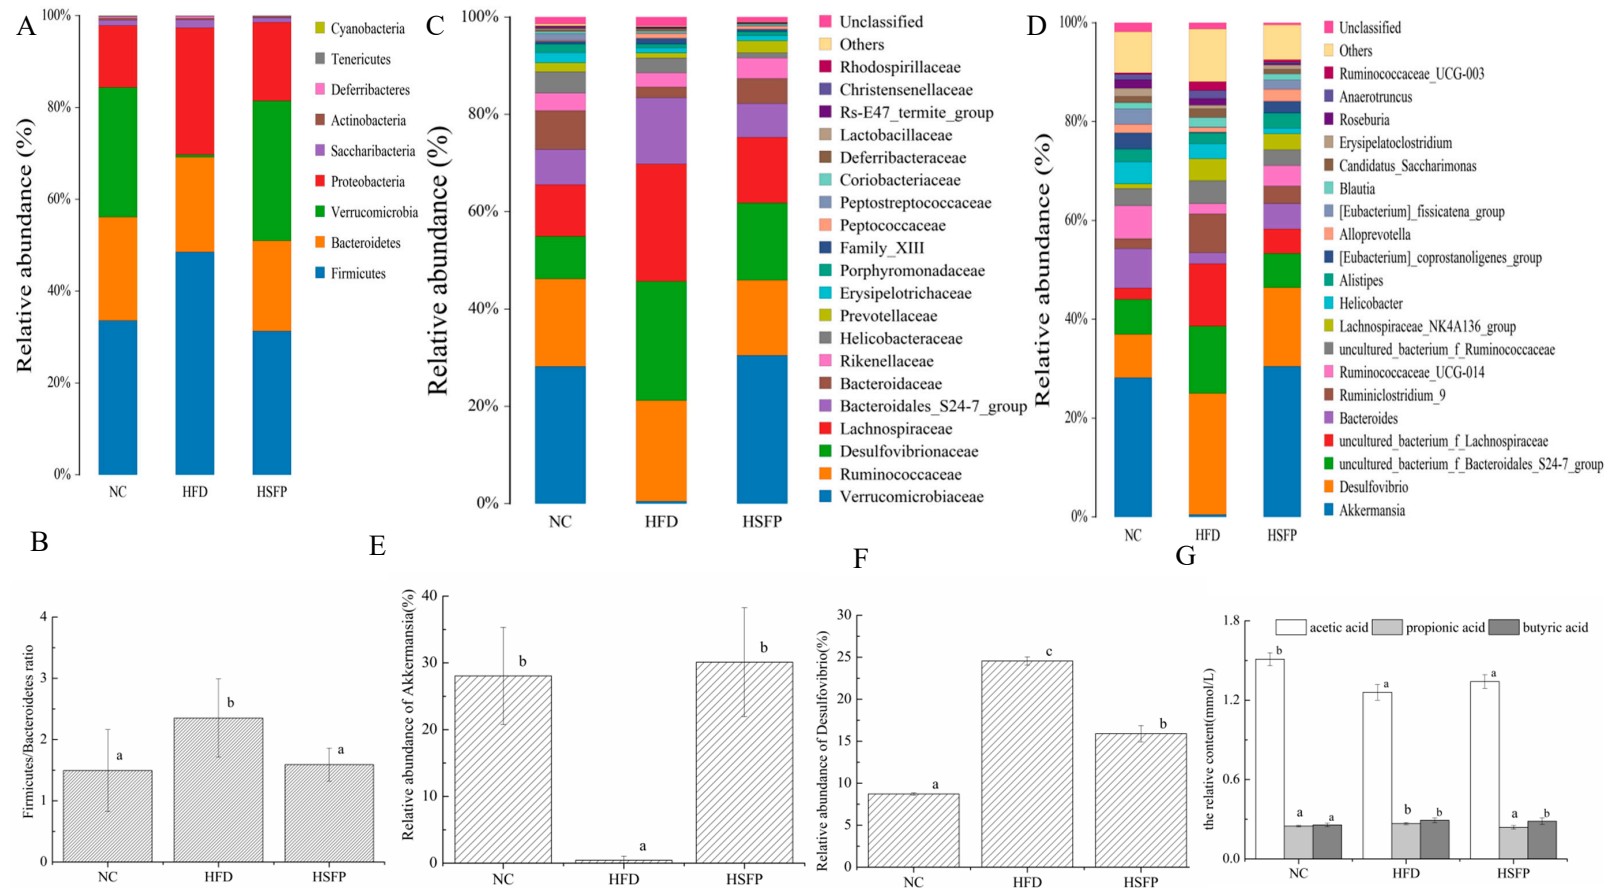 A
Relative abundance (%)
100%
80%
60%
40%
20%
0%
NC
HFD
HSFP
Cyanobacteria
Tenericutes
Deferribacteres
Actinobacteria
Saccharibacteria
Proteobacteria
Verrucomicrobia
Bacteroidetes
Firmicutes
C
Relative abundance (%)
100%
80%
60%
40%
20%
0%
NC
HFD
HSFP
Unclassified
Others
Rhodospirillaceae
Christensenellaceae
Rs-E47_termite_group
Lactobacillaceae
Deferribacteraceae
Coriobacteriaceae
Peptostreptococcaceae
Peptococcaceae
Family_XIII
Porphyromonadaceae
Erysipelotrichaceae
Prevotellaceae
Helicobacteraceae
Rikenellaceae
Bacteroidaceae
Bacteroidales_S24-7_group
Lachnospiraceae
Desulfovibrionaceae
Ruminococcaceae
Verrucomicrobiaceae
D
Relative abundance (%)
100%
80%
60%
40%
20%
0%
NC
HFD
HSFP
Unclassified
Others
Ruminococcaceae_UCG-003
Anaerotruncus
Roseburia
Erysipelatoclostridium
Candidatus_Saccharimonas
Blautia
[Eubacterium]_fissicatena_group
Alloprevotella
[Eubacterium]_coprostanoligenes_group
Alistipes
Helicobacter
Lachnospiraceae_NK4A136_group
uncultured_bacterium_f_Ruminococcaceae
Ruminococcaceae_UCG-014
Ruminiclostridium_9
Bacteroides
uncultured_bacterium_f_Lachnospiraceae
uncultured_bacterium_f_Bacteroidales_S24-7_group
Desulfovibrio
Akkermansia
B
Firmicutes/Bacteroidetes ratio
4
3
2
1
0
a
b
a
NC
HFD
HSFP
E
Relative abundance of Akkermansia(%)
40
30
20
10
0
b
a
b
NC
HFD
HSFP
F
Relative abundance of Desulfovibrio(%)
30
25
20
15
10
5
0
a
c
b
NC
HFD
HSFP
G
the relative content(mmol/L)
1.8
1.2
0.6
0.0
acetic acid
propionic acid
butyric acid
b
a
a
a
b
b
a
a
b
NC
HFD
HSFP